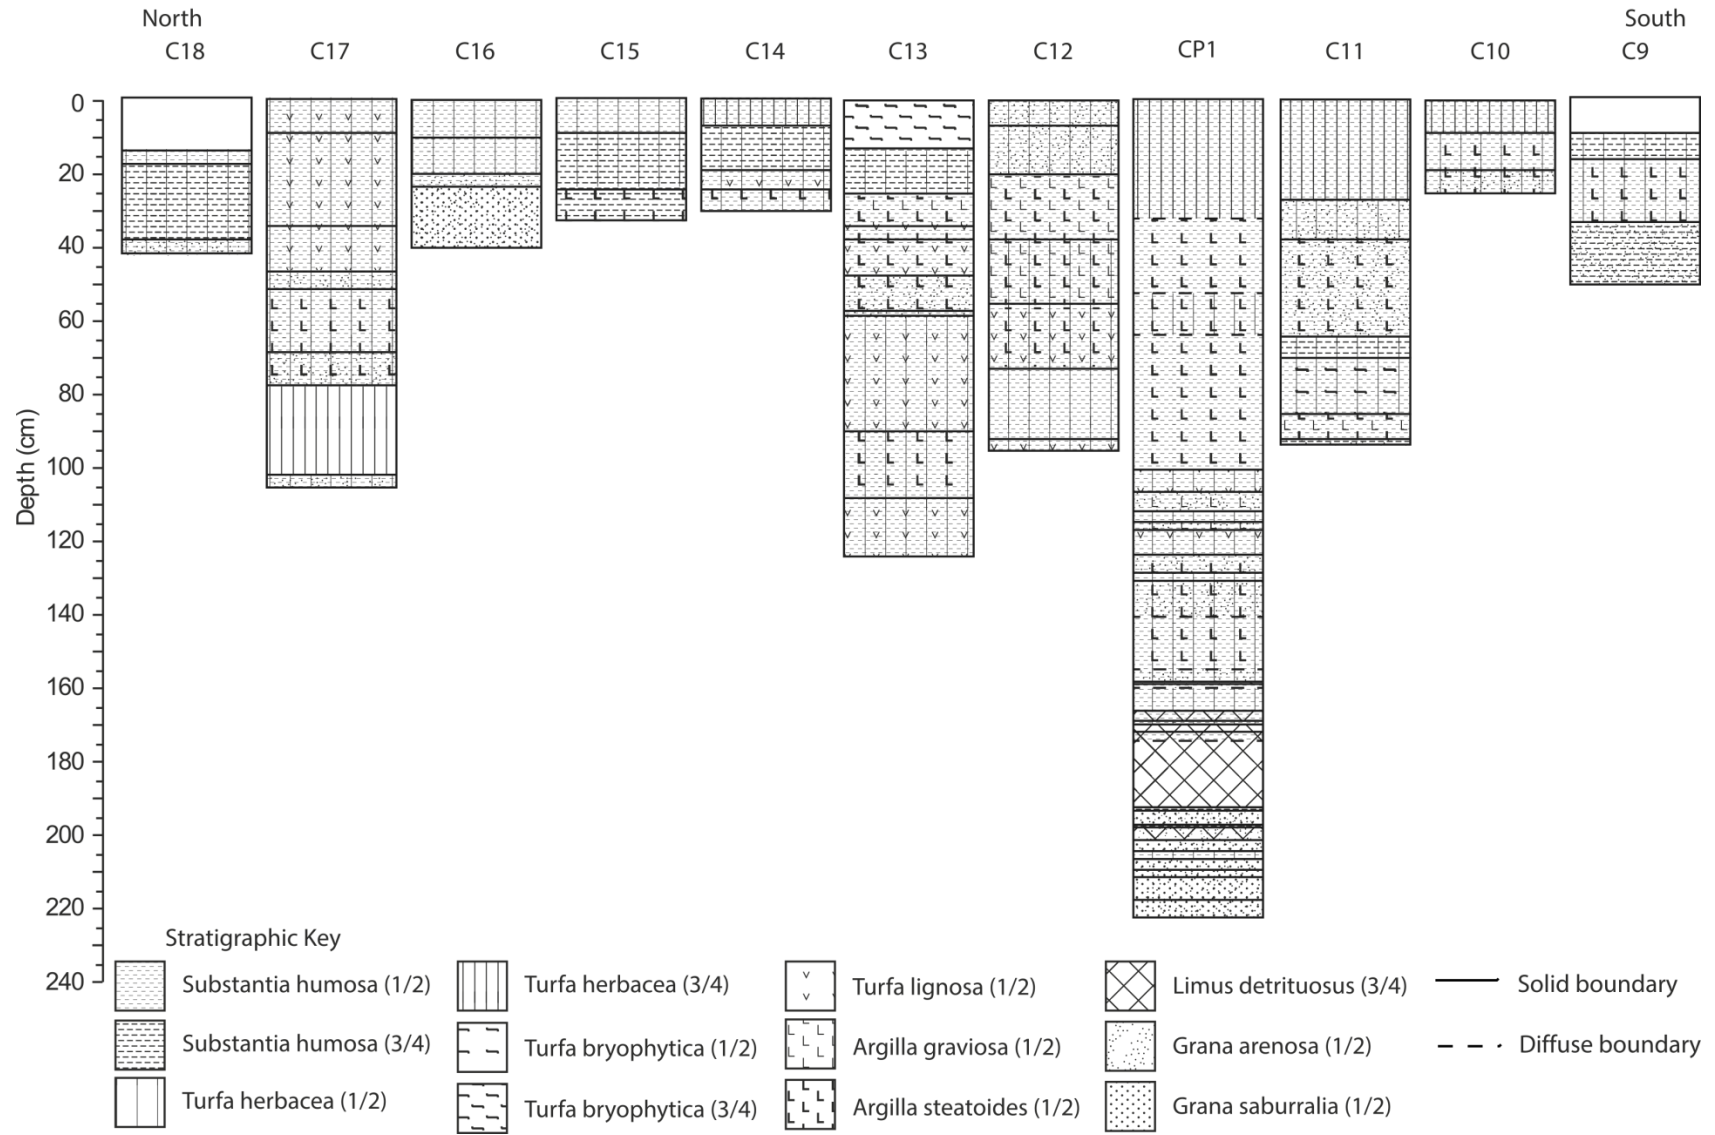 North South
C18 C17 C16 C15 C14 C13 C12 CP1 C11 C10 C9
0
20
40
60
80
100
120
140
160
180
200
220
240
Depth (cm)
Stratigraphic Key
Substantia humosa (1/2)
Substantia humosa (3/4)
Turfa herbacea (1/2)
Turfa herbacea (3/4)
Turfa bryophytica (1/2)
Turfa bryophytica (3/4)
Turfa lignosa (1/2)
Argilla graviosa (1/2)
Argilla steatoides (1/2)
Limus detrituosus (3/4)
Grana arenosa (1/2)
Grana saburralia (1/2)
Solid boundary
Diffuse boundary